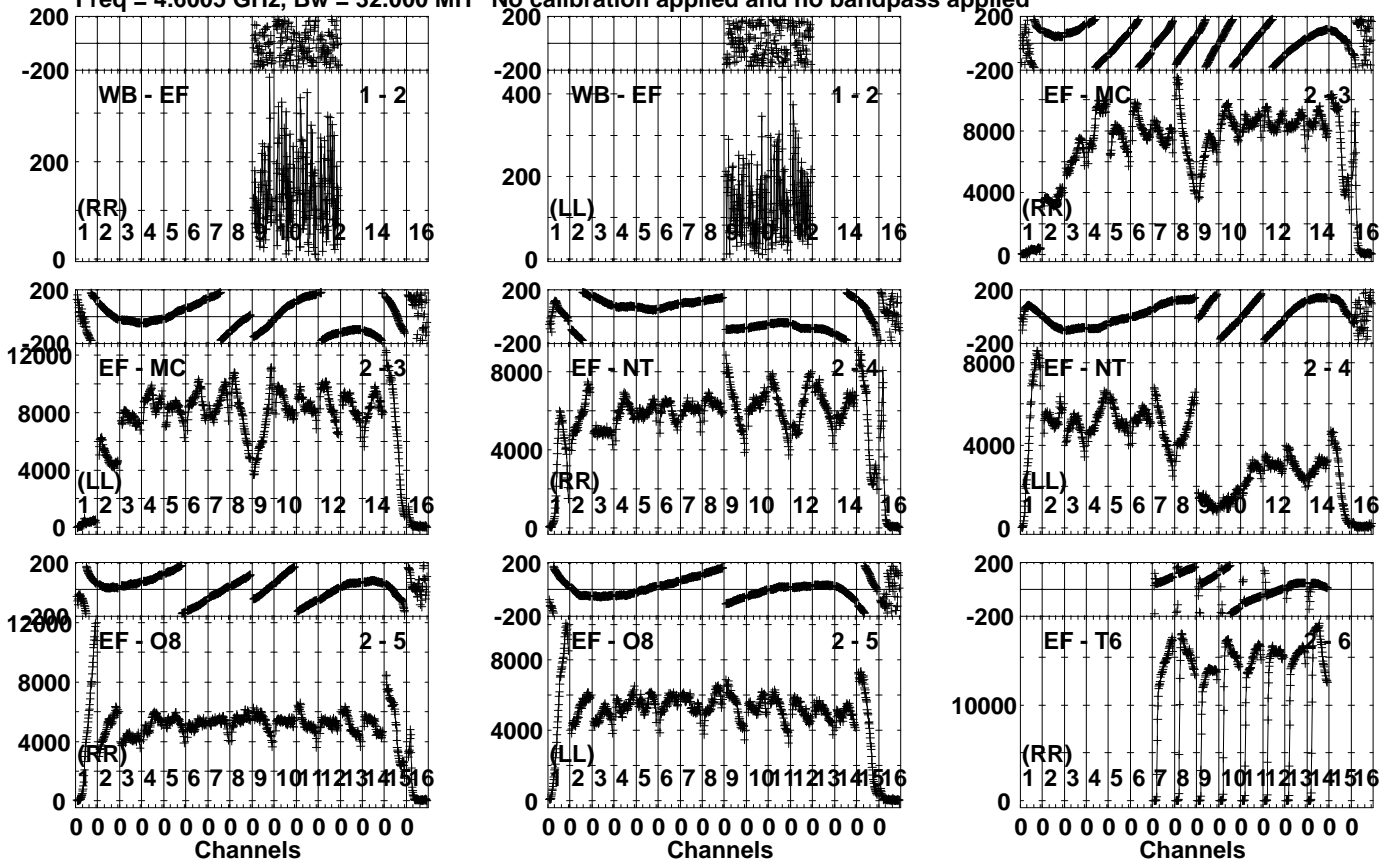 Freq = 4.6005 GHz, Bw = 32.000 MH No calibration applied and no bandpass applied
200
-200
WB - EF 1 - 2
200
0
(RR)
1 2 3 4 5 6 7 8 9 10 12 14 16
200
-200
400
WB - EF 1 - 2
200
0
(LL)
1 2 3 4 5 6 7 8 9 10 12 14 16
200
-200
EF - MC 2 - 3
8000
4000
0
(RR)
1 2 3 4 5 6 7 8 9 10 12 14 16
200
-200
12000
EF - MC 2 - 3
8000
4000
0
(LL)
1 2 3 4 5 6 7 8 9 10 12 14 16
200
-200
EF - NT 2 - 4
8000
4000
0
(RR)
1 2 3 4 5 6 7 8 9 10 12 14 16
200
-200
8000
EF - NT 2 - 4
4000
0
(LL)
1 2 3 4 5 6 7 8 9 10 12 14 16
200
-200
12000
EF - O8 2 - 5
8000
4000
0
(RR)
1 2 3 4 5 6 7 8 9 10 11 12 13 14 15 16
0 0 0 0 0 0 0 0 0 0 0 0 0 0 0 0
Channels
200
-200
EF - O8 2 - 5
8000
4000
0
(LL)
1 2 3 4 5 6 7 8 9 10 11 12 13 14 15 16
0 0 0 0 0 0 0 0 0 0 0 0 0 0 0 0
Channels
200
-200
EF - T6 2 - 6
10000
0
(RR)
1 2 3 4 5 6 7 8 9 10 11 12 13 14 15 16
0 0 0 0 0 0 0 0 0 0 0 0 0 0 0 0
Channels